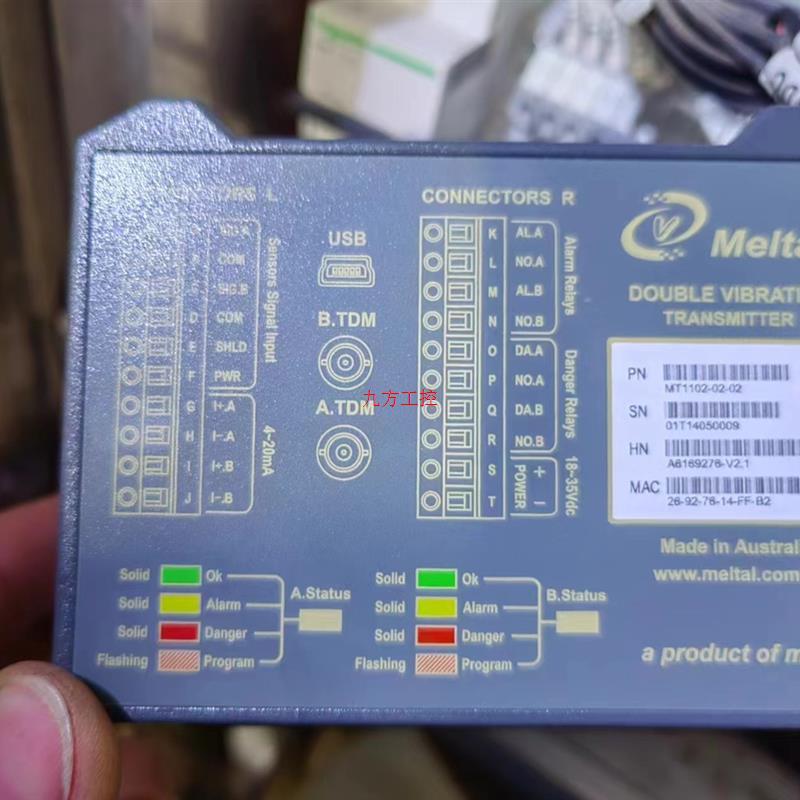 CONNECTORS R
USB
B.TDM
A.TDM
九方工控
Sensors Signal Input
COM
SIG.B
D COM
E SHLD
F PWR
G I+.A
H I-.A
I I+.B
J I-.B
4~20mA
K AL.A
L NO.A
M AL.B
N NO.B
Alarm Relays
O DA.A
P NO.A
Q DA.B
R NO.B
Danger Relays
S +
T -
POWER
18~35Vdc
Solid Ok
Solid Alarm
Solid Danger
Flashing Program
A.Status
Solid Ok
Solid Alarm
Solid Danger
Flashing Program
B.Status
Melta
DOUBLE VIBRATI
TRANSMITTER
PN
MT1102-02-02
SN
01T14050009
HN
A6169276-V2.1
MAC
26-92-76-14-FF-B2
Made in Austral
www.meltal.com
a product of m